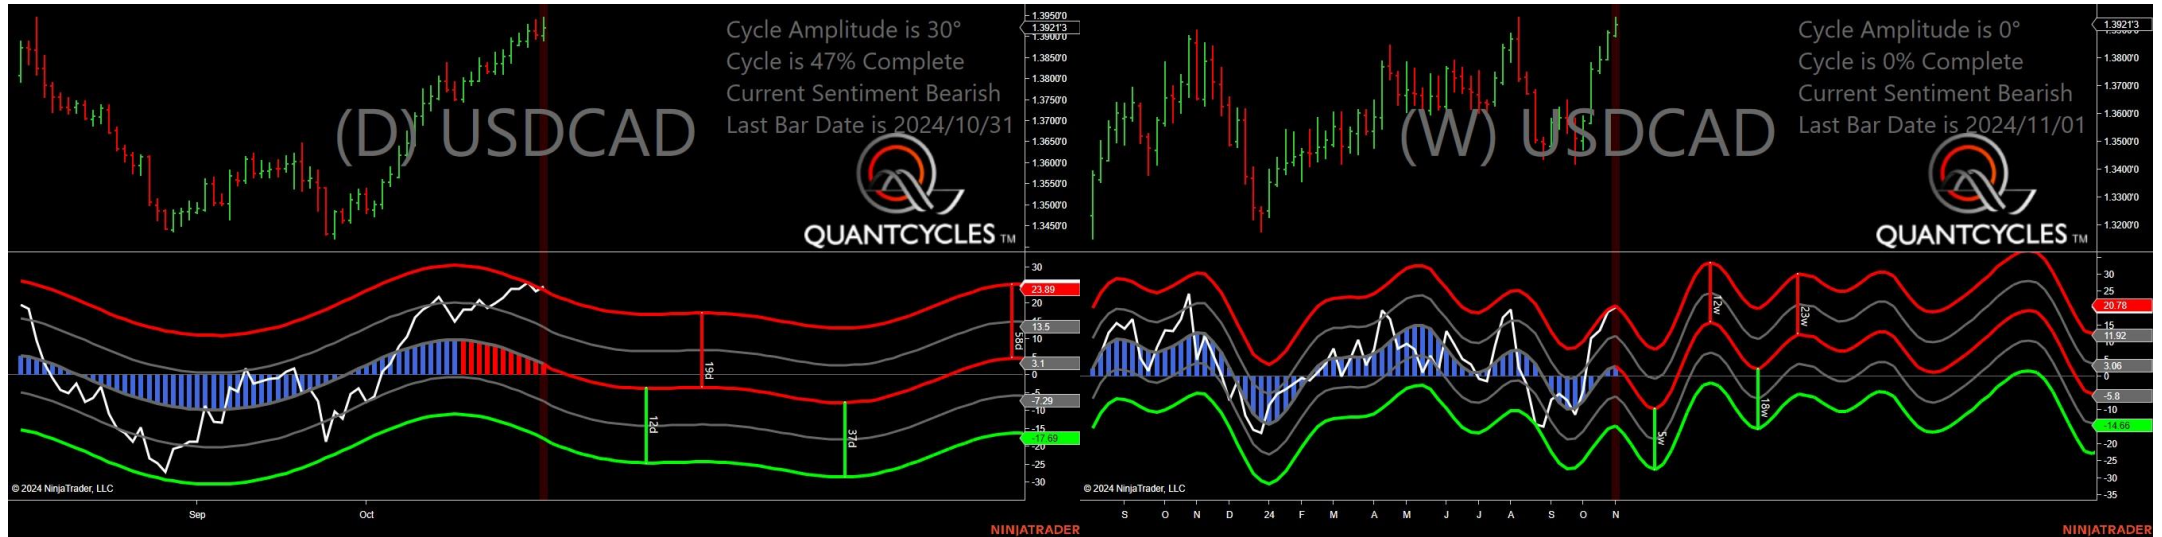 Cycle Amplitude is 30°
Cycle is 47% Complete
Current Sentiment Bearish
Last Bar Date is 2024/10/31
(D) USDCAD
QUANTCYCLES TM
1.3950'0
1.3921'3
1.3900'0
1.3850'0
1.3800'0
1.3750'0
1.3700'0
1.3650'0
1.3600'0
1.3550'0
1.3500'0
1.3450'0
30
23.89
20
13.5
10
3.1
0
-5
-7.29
-10
-15
-17.69
-20
-25
-30
12d
19d
37d
58d
© 2024 NinjaTrader, LLC
Sep
Oct
NINJATRADER
Cycle Amplitude is 0°
Cycle is 0% Complete
Current Sentiment Bearish
Last Bar Date is 2024/11/01
(W) USDCAD
QUANTCYCLES TM
1.3921'3
1.3800'0
1.3700'0
1.3600'0
1.3500'0
1.3400'0
1.3300'0
1.3200'0
30
25
20.78
15
11.92
3.06
0
-5.8
-10
-14.66
-20
-25
-30
-35
5w
12w
18w
23w
© 2024 NinjaTrader, LLC
S O N D 24 F M A M J J A S O N
NINJATRADER